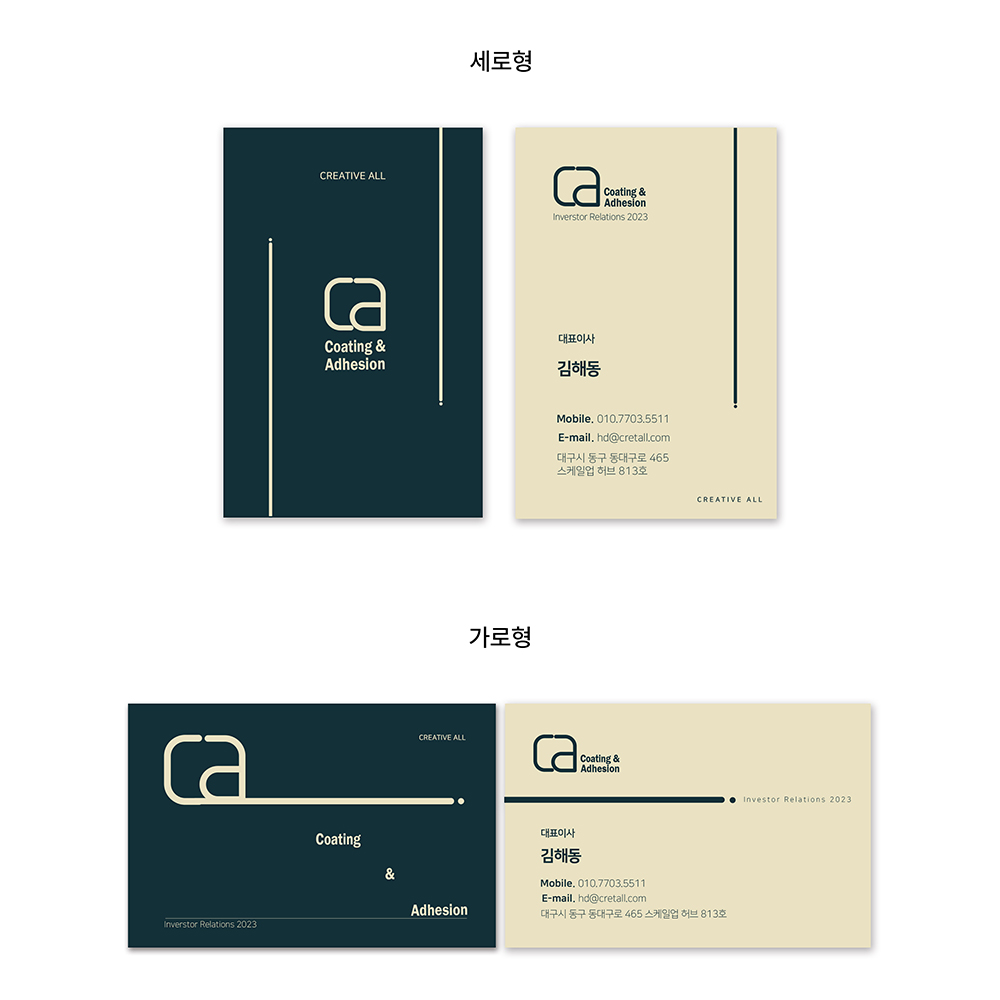 세로형
CREATIVE ALL
ca
Coating &
Adhesion
ca
Coating &
Adhesion
Inverstor Relations 2023
대표이사
김해동
Mobile. 010.7703.5511
E-mail. hd@cretall.com
대구시 동구 동대구로 465
스케일업 허브 813호
CREATIVE ALL
가로형
ca
CREATIVE ALL
Coating
&
Adhesion
Inverstor Relations 2023
ca
Coating &
Adhesion
Investor Relations 2023
대표이사
김해동
Mobile. 010.7703.5511
E-mail. hd@cretall.com
대구시 동구 동대구로 465 스케일업 허브 813호